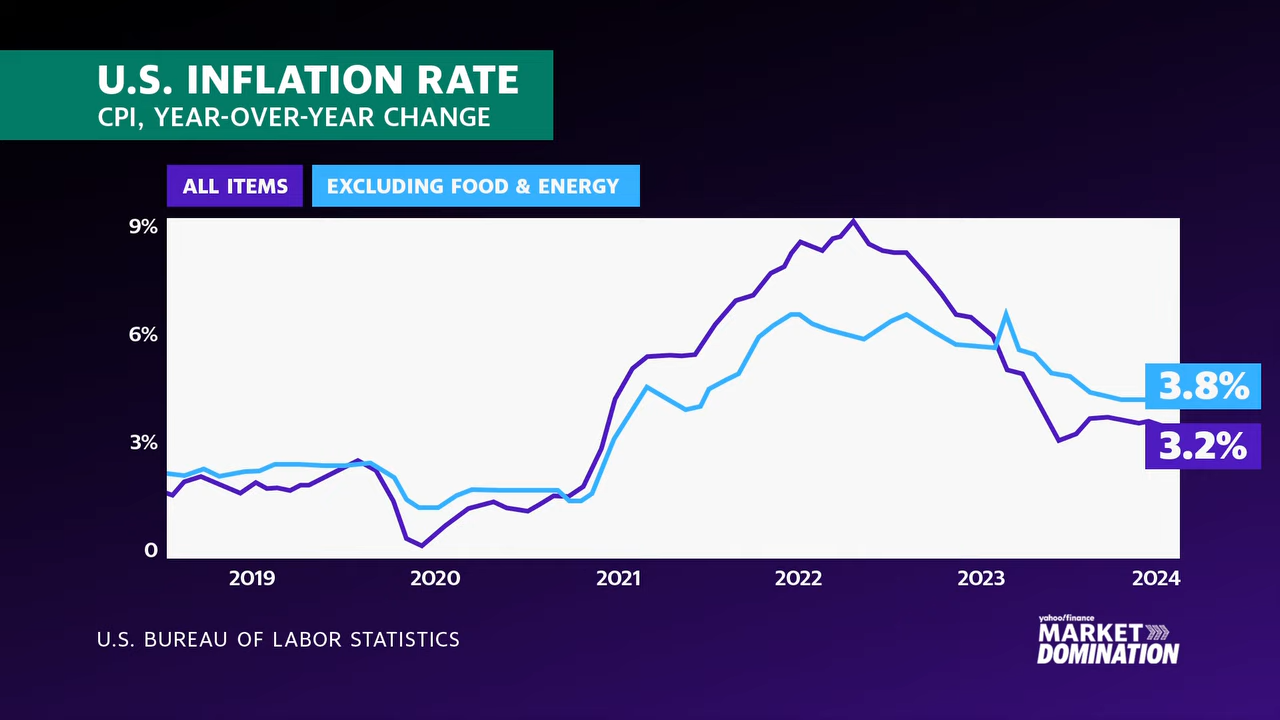 U.S. INFLATION RATE
CPI, YEAR-OVER-YEAR CHANGE
ALL ITEMS
EXCLUDING FOOD & ENERGY
9%
6%
3%
0
3.8%
3.2%
2019 2020 2021 2022 2023 2024
U.S. BUREAU OF LABOR STATISTICS
yahoo/finance
MARKET
DOMINATION